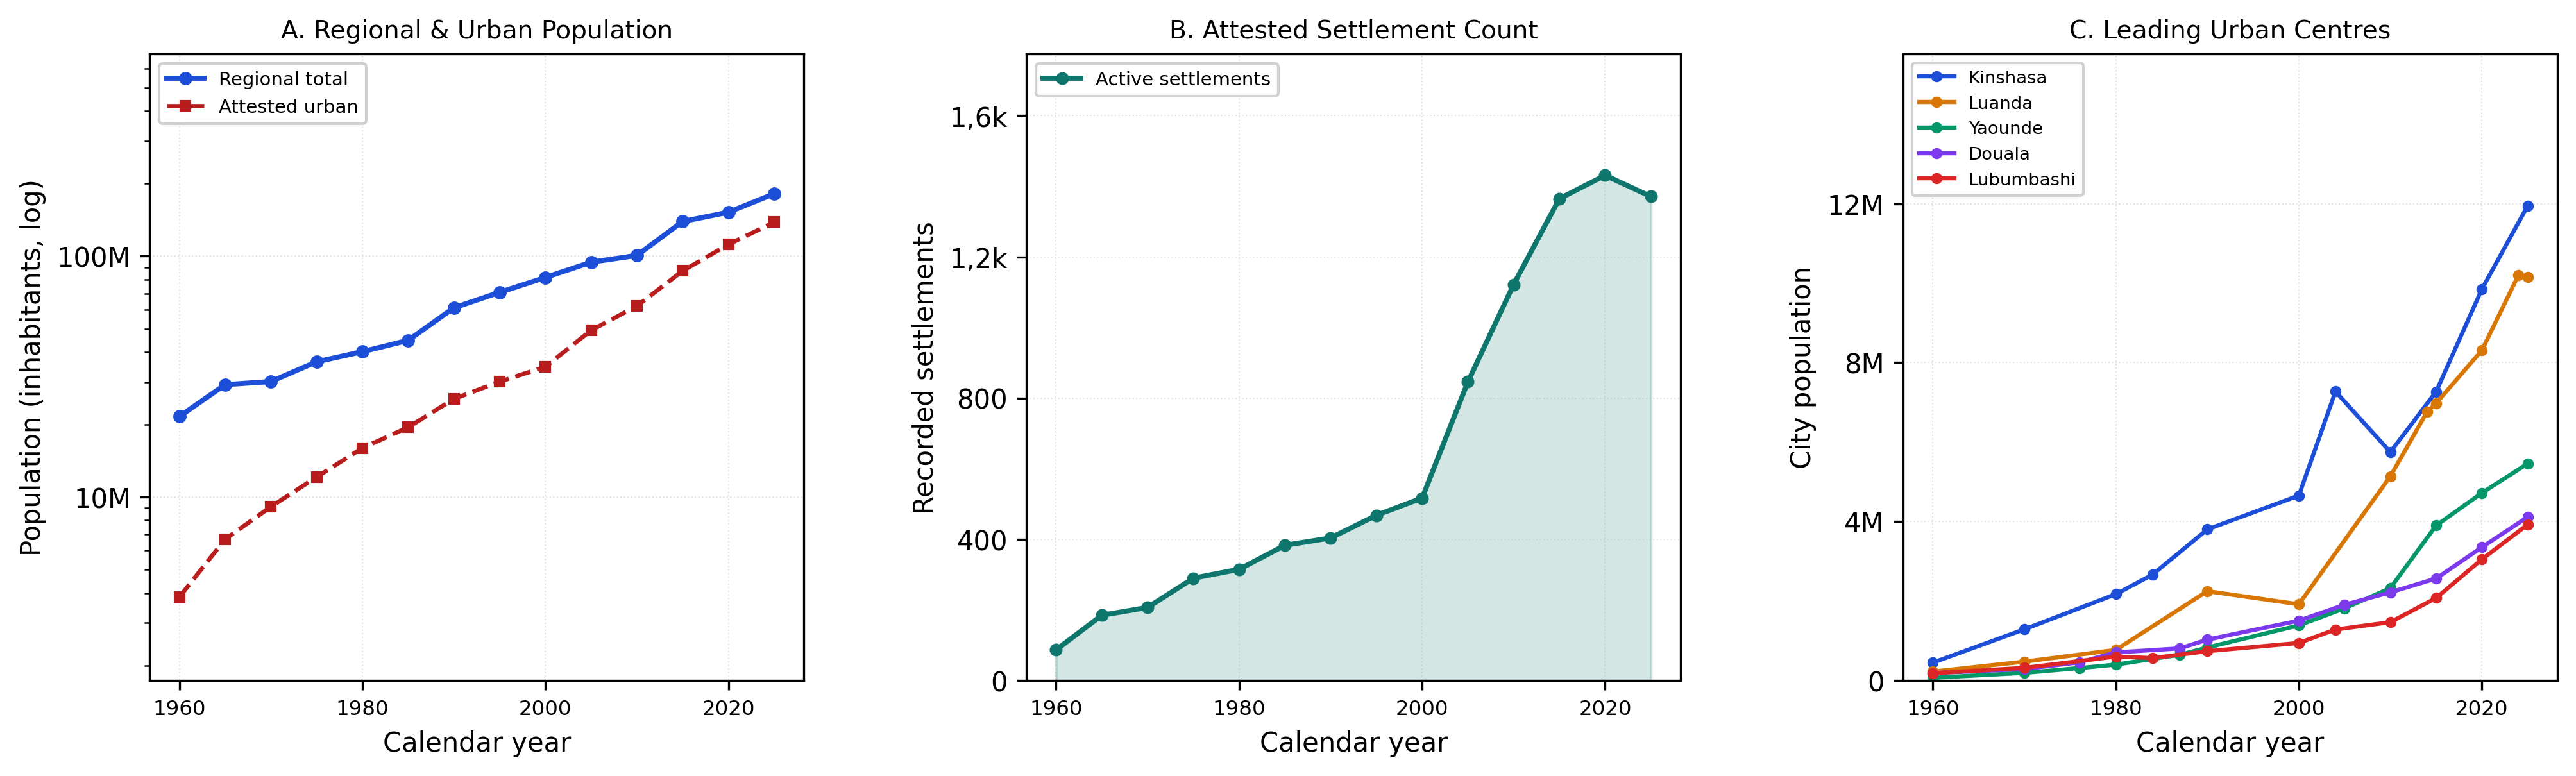 A. Regional & Urban Population
Regional total
Attested urban
Population (inhabitants, log)
100M
10M
1960
1980
2000
2020
Calendar year
B. Attested Settlement Count
Active settlements
Recorded settlements
1,6k
1,2k
800
400
0
1960
1980
2000
2020
Calendar year
C. Leading Urban Centres
Kinshasa
Luanda
Yaounde
Douala
Lubumbashi
City population
12M
8M
4M
0
1960
1980
2000
2020
Calendar year